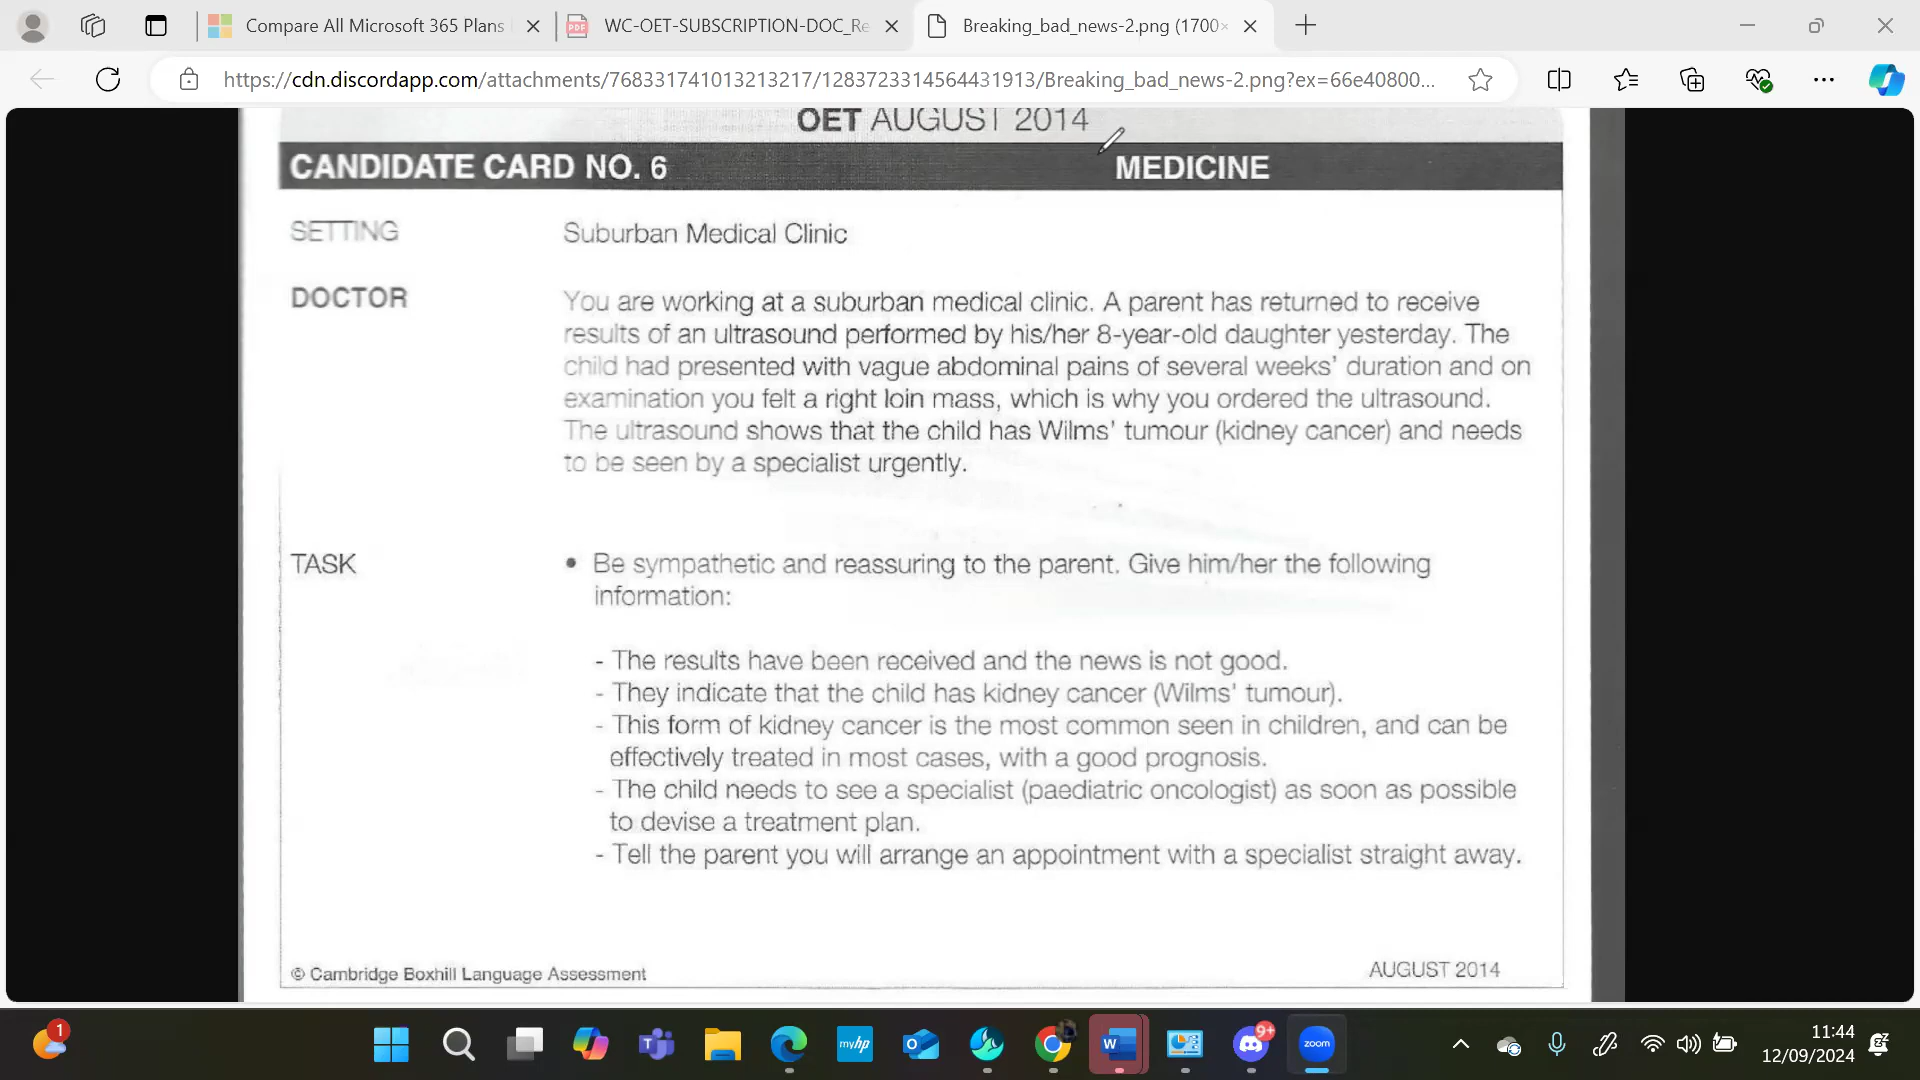 Compare All Microsoft 365 Plans
WC-OET-SUBSCRIPTION-DOC_Re
Breaking_bad_news-2.png (1700×
https://cdn.discordapp.com/attachments/768331741013213217/1283723314564431913/Breaking_bad_news-2.png?ex=66e40800...
OET AUGUST 2014
CANDIDATE CARD NO. 6 MEDICINE
SETTING Suburban Medical Clinic
DOCTOR You are working at a suburban medical clinic. A parent has returned to receive
results of an ultrasound performed by his/her 8-year-old daughter yesterday. The
child had presented with vague abdominal pains of several weeks' duration and on
examination you felt a right loin mass, which is why you ordered the ultrasound.
The ultrasound shows that the child has Wilms' tumour (kidney cancer) and needs
to be seen by a specialist urgently.
TASK • Be sympathetic and reassuring to the parent. Give him/her the following
information:
- The results have been received and the news is not good.
- They indicate that the child has kidney cancer (Wilms' tumour).
- This form of kidney cancer is the most common seen in children, and can be
effectively treated in most cases, with a good prognosis.
- The child needs to see a specialist (paediatric oncologist) as soon as possible
to devise a treatment plan.
- Tell the parent you will arrange an appointment with a specialist straight away.
© Cambridge Boxhill Language Assessment AUGUST 2014
1
myhp
W
9+
zoom
11:44
12/09/2024